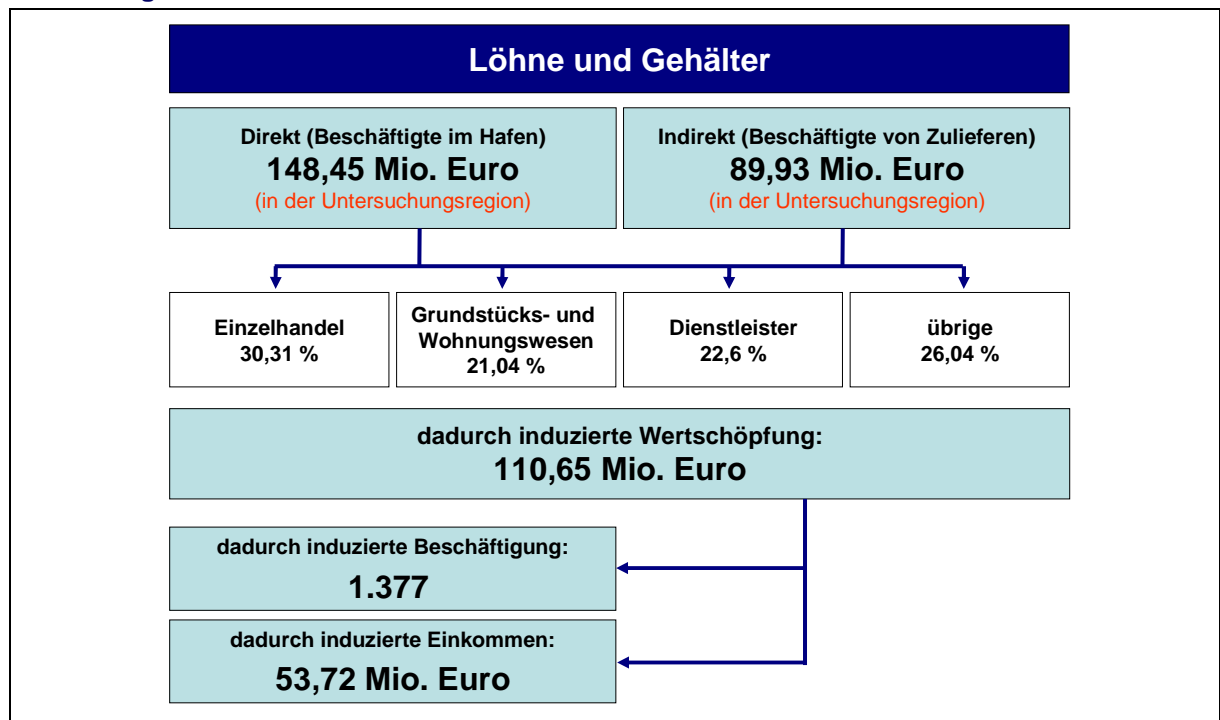 Löhne und Gehälter
Direkt (Beschäftigte im Hafen)
148,45 Mio. Euro
(in der Untersuchungsregion)
Indirekt (Beschäftigte von Zulieferen)
89,93 Mio. Euro
(in der Untersuchungsregion)
Einzelhandel
30,31 %
Grundstücks- und
Wohnungswesen
21,04 %
Dienstleister
22,6 %
übrige
26,04 %
dadurch induzierte Wertschöpfung:
110,65 Mio. Euro
dadurch induzierte Beschäftigung:
1.377
dadurch induzierte Einkommen:
53,72 Mio. Euro